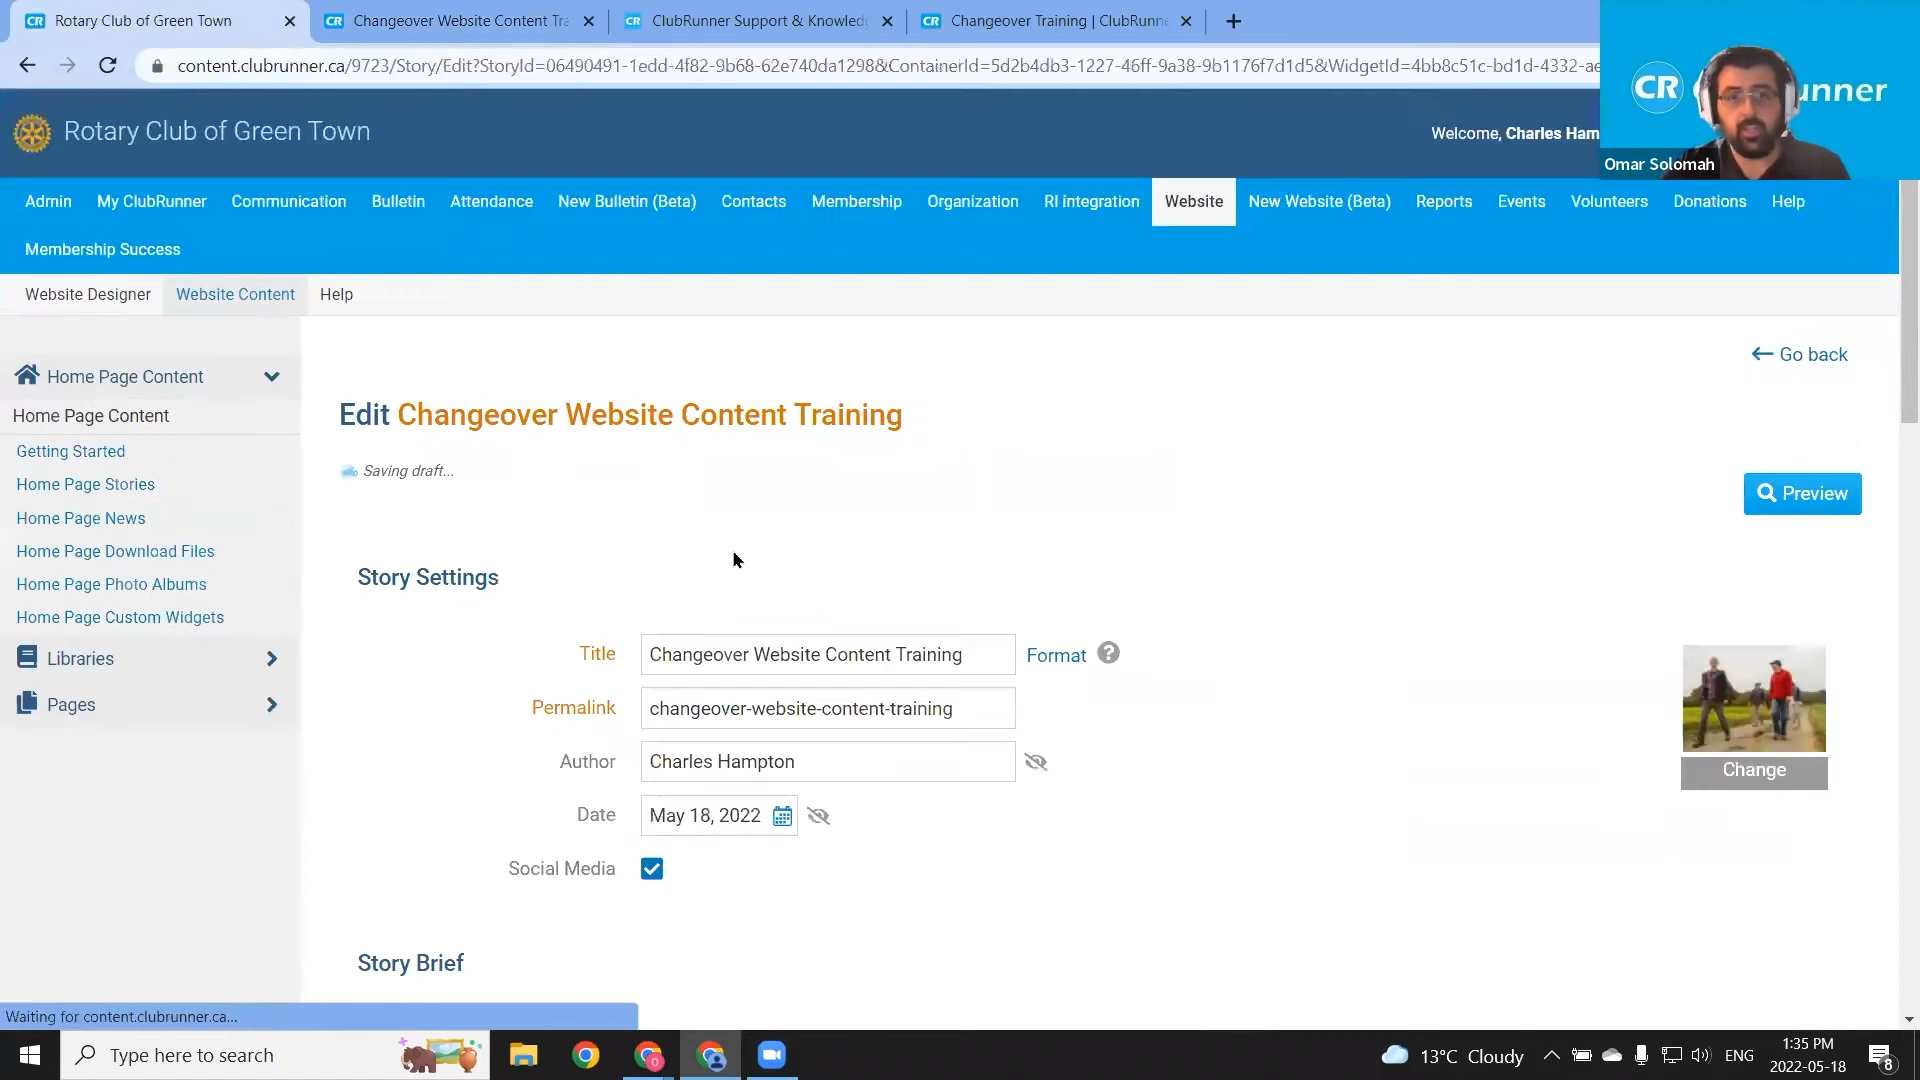 CR Rotary Club of Green Town
CR Changeover Website Content Tra
CR ClubRunner Support & Knowled
CR Changeover Training | ClubRunn
content.clubrunner.ca/9723/Story/Edit?StoryId=06490491-1edd-4f82-9b68-62e740da1298&ContainerId=5d2b4db3-1227-46ff-9a38-9b1176f7d1d5&WidgetId=4bb8c51c-bd1d-4332-ae
CR unner
Omar Solomah
Rotary Club of Green Town
Welcome, Charles Ham
Admin My ClubRunner Communication Bulletin Attendance New Bulletin (Beta) Contacts Membership Organization RI integration Website New Website (Beta) Reports Events Volunteers Donations Help
Membership Success
Website Designer Website Content Help
Go back
Home Page Content
Home Page Content
Getting Started
Home Page Stories
Home Page News
Home Page Download Files
Home Page Photo Albums
Home Page Custom Widgets
Libraries
Pages
Edit Changeover Website Content Training
Saving draft...
Preview
Story Settings
Title Changeover Website Content Training Format ?
Permalink changeover-website-content-training
Author Charles Hampton
Date May 18, 2022
Social Media
Change
Story Brief
Waiting for content.clubrunner.ca...
Type here to search
13°C Cloudy
ENG
1:35 PM
2022-05-18
8